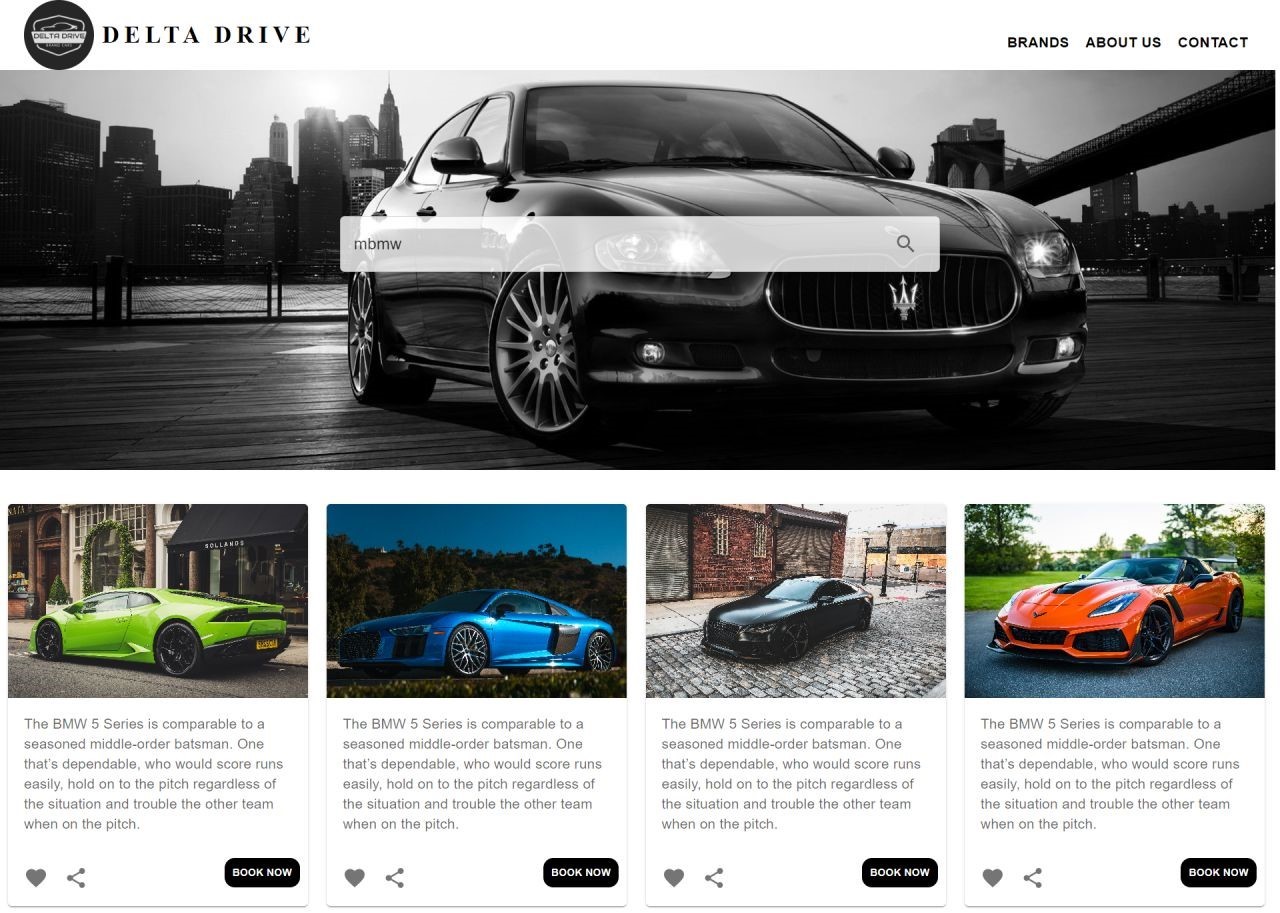 DELTA DRIVE
BRAND CARS
DELTA DRIVE
BRANDS ABOUT US CONTACT
mbmw
SOLLANDS
The BMW 5 Series is comparable to a
seasoned middle-order batsman. One
that's dependable, who would score runs
easily, hold on to the pitch regardless of
the situation and trouble the other team
when on the pitch.
BOOK NOW
The BMW 5 Series is comparable to a
seasoned middle-order batsman. One
that's dependable, who would score runs
easily, hold on to the pitch regardless of
the situation and trouble the other team
when on the pitch.
BOOK NOW
The BMW 5 Series is comparable to a
seasoned middle-order batsman. One
that's dependable, who would score runs
easily, hold on to the pitch regardless of
the situation and trouble the other team
when on the pitch.
BOOK NOW
The BMW 5 Series is comparable to a
seasoned middle-order batsman. One
that's dependable, who would score runs
easily, hold on to the pitch regardless of
the situation and trouble the other team
when on the pitch.
BOOK NOW